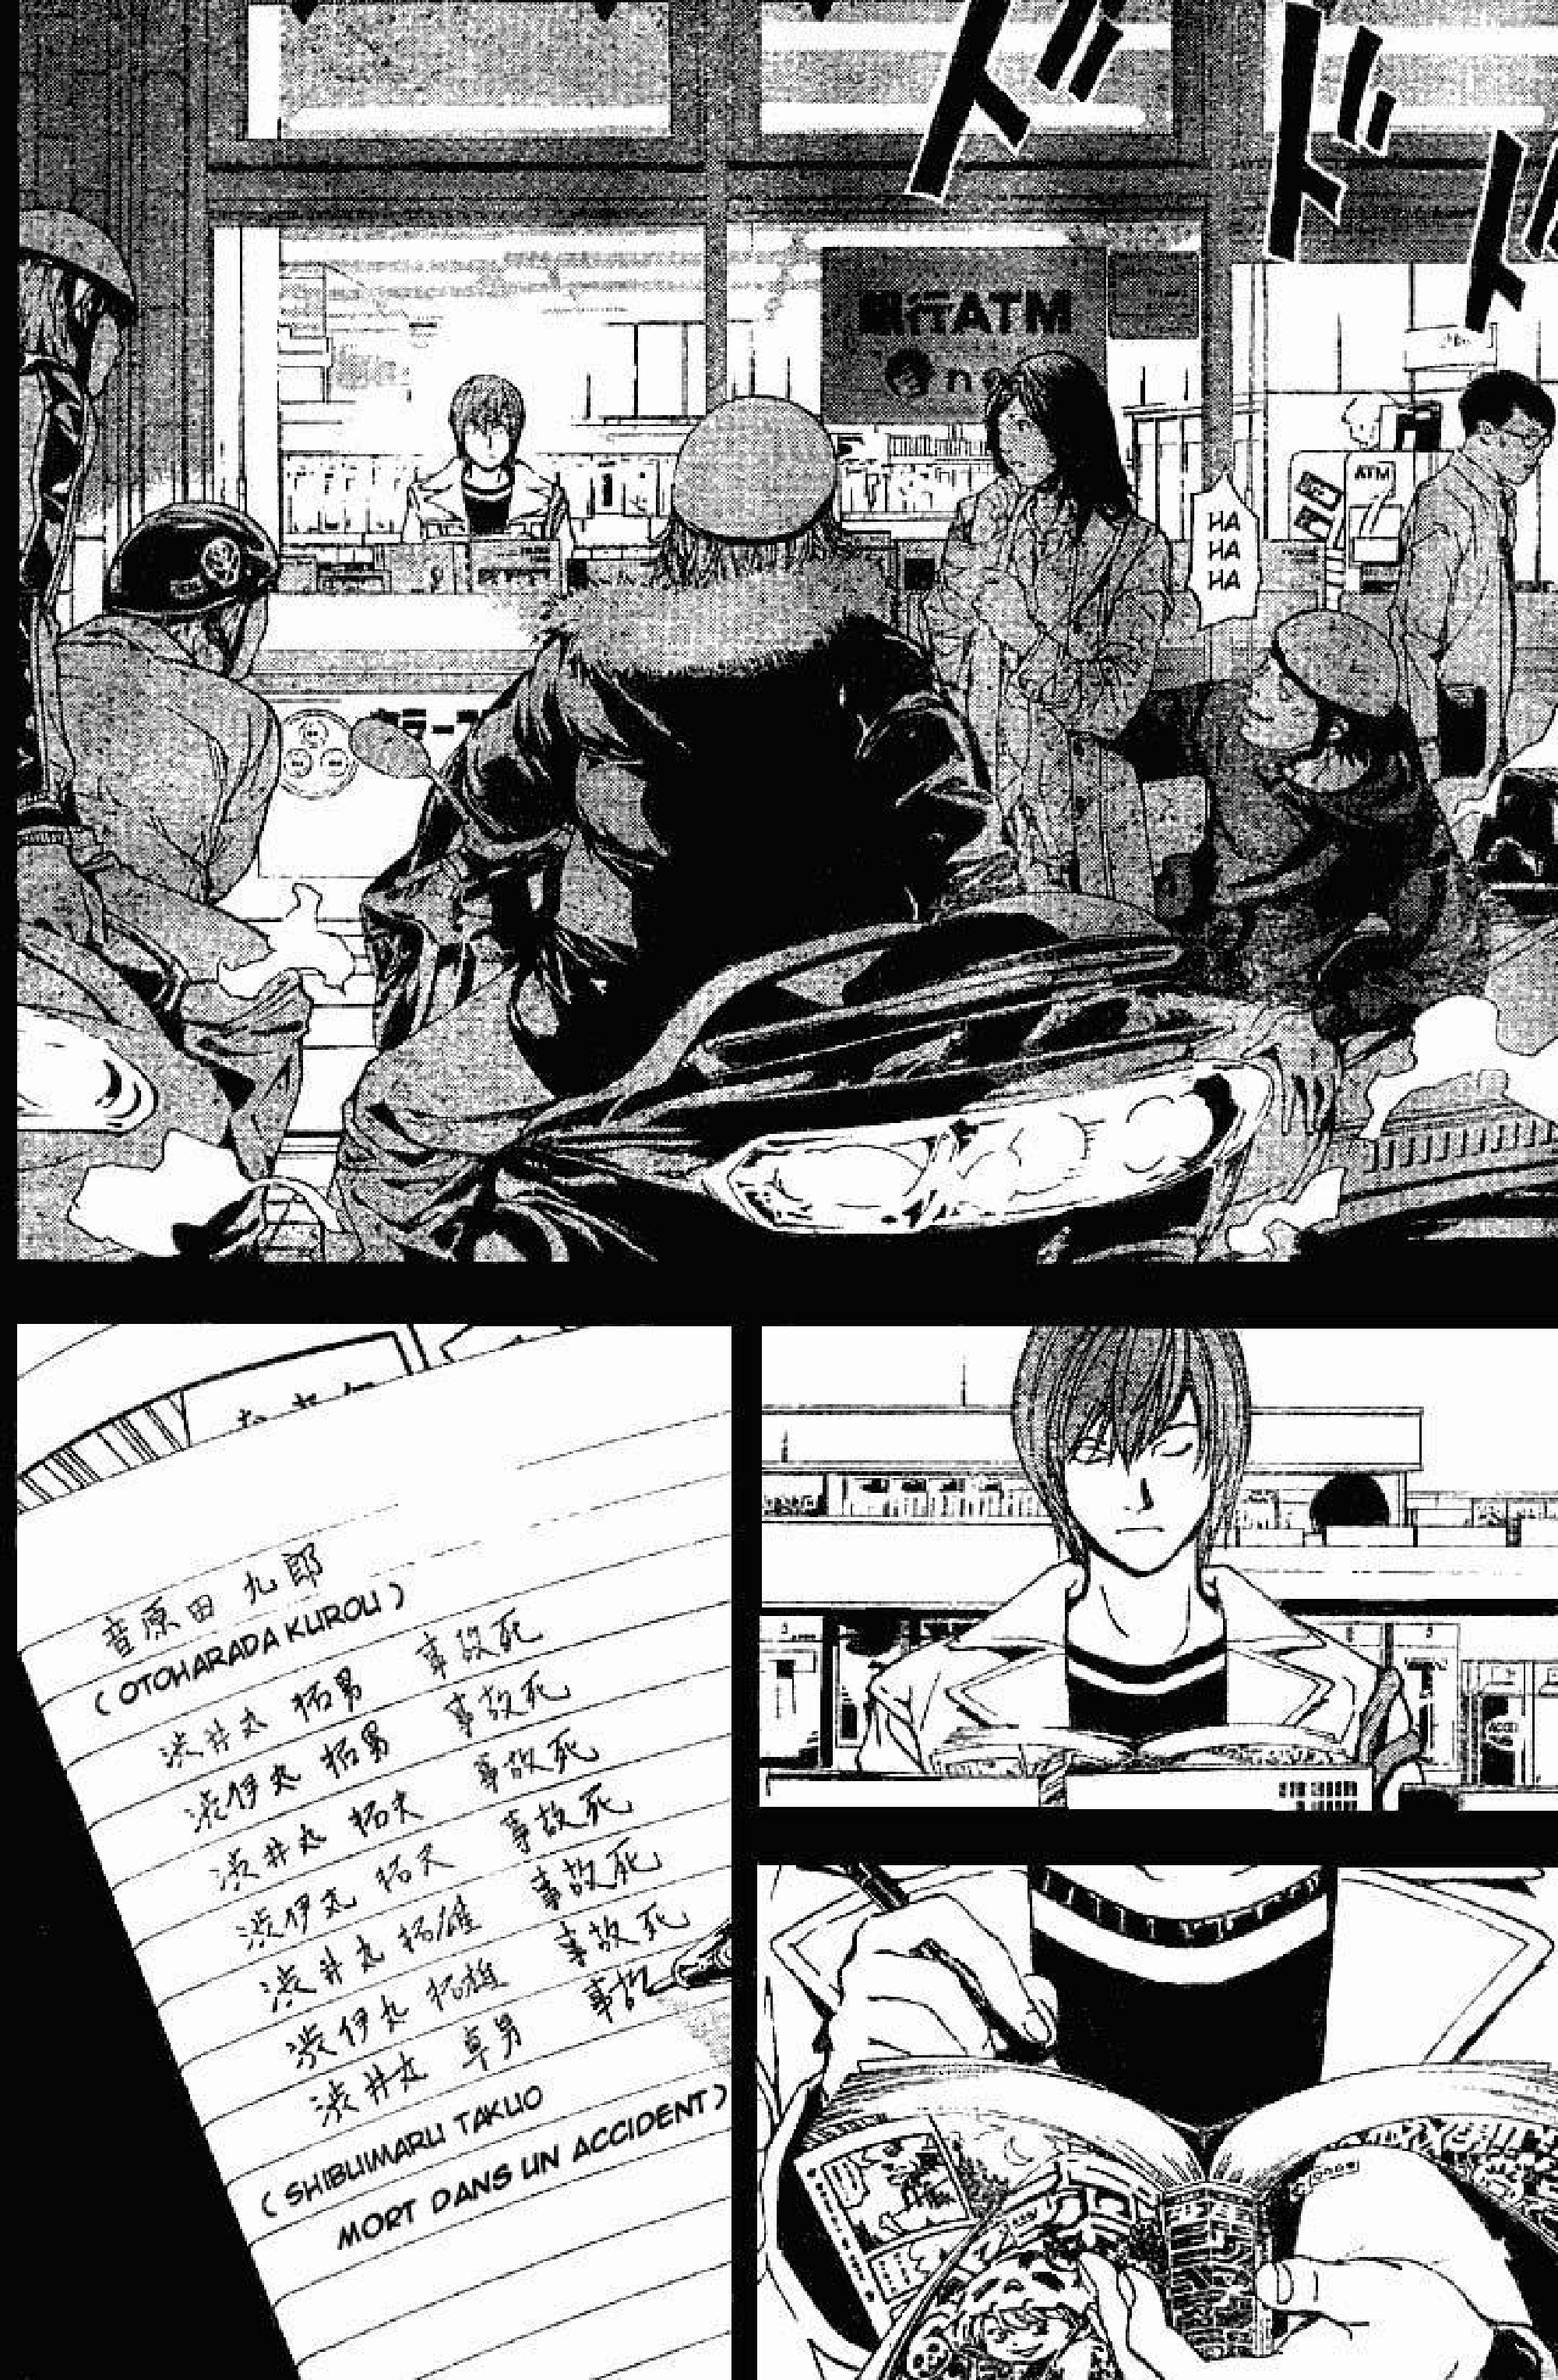 ド ド ド
銀行ATM
ATM
HA
HA
HA
音原田 九郎
(OTOHARADA KUROU)
渋井丸 拓男 事故死
渋伊丸 拓男 事故死
渋井丸 拓夫 事故死
渋伊丸 拓夫 事故死
渋井丸 拓雄 事故死
渋伊丸 拓雄 事故死
渋井丸 卓男 事故
(SHIBUIMARU TAKUO
MORT DANS UN ACCIDENT)